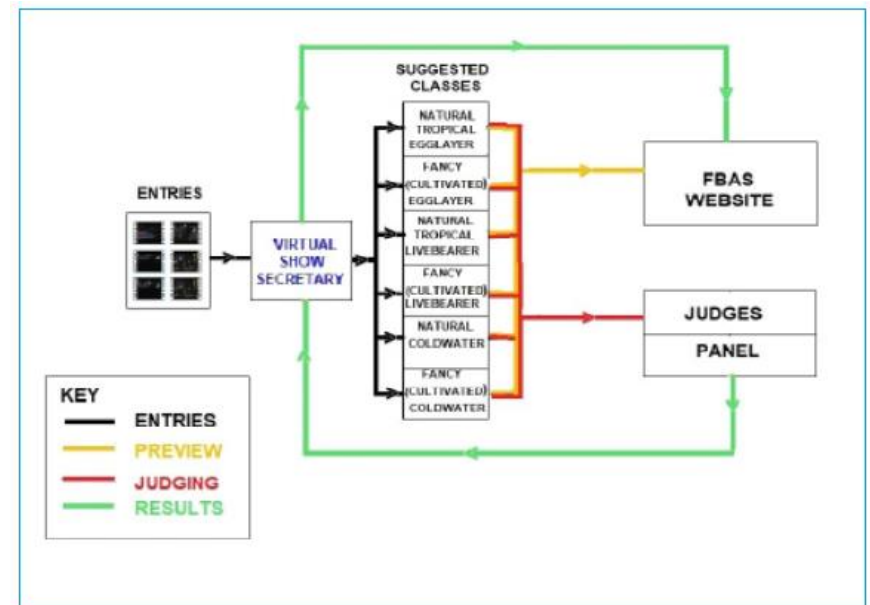 SUGGESTED
CLASSES
NATURAL
TROPICAL
EGGLAYER
FANCY
(CULTIVATED)
EGGLAYER
NATURAL
TROPICAL
LIVEBEARER
FANCY
(CULTIVATED)
LIVEBEARER
NATURAL
COLDWATER
FANCY
(CULTIVATED)
COLDWATER
ENTRIES
VIRTUAL
SHOW
SECRETARY
FBAS
WEBSITE
JUDGES
PANEL
KEY
ENTRIES
PREVIEW
JUDGING
RESULTS